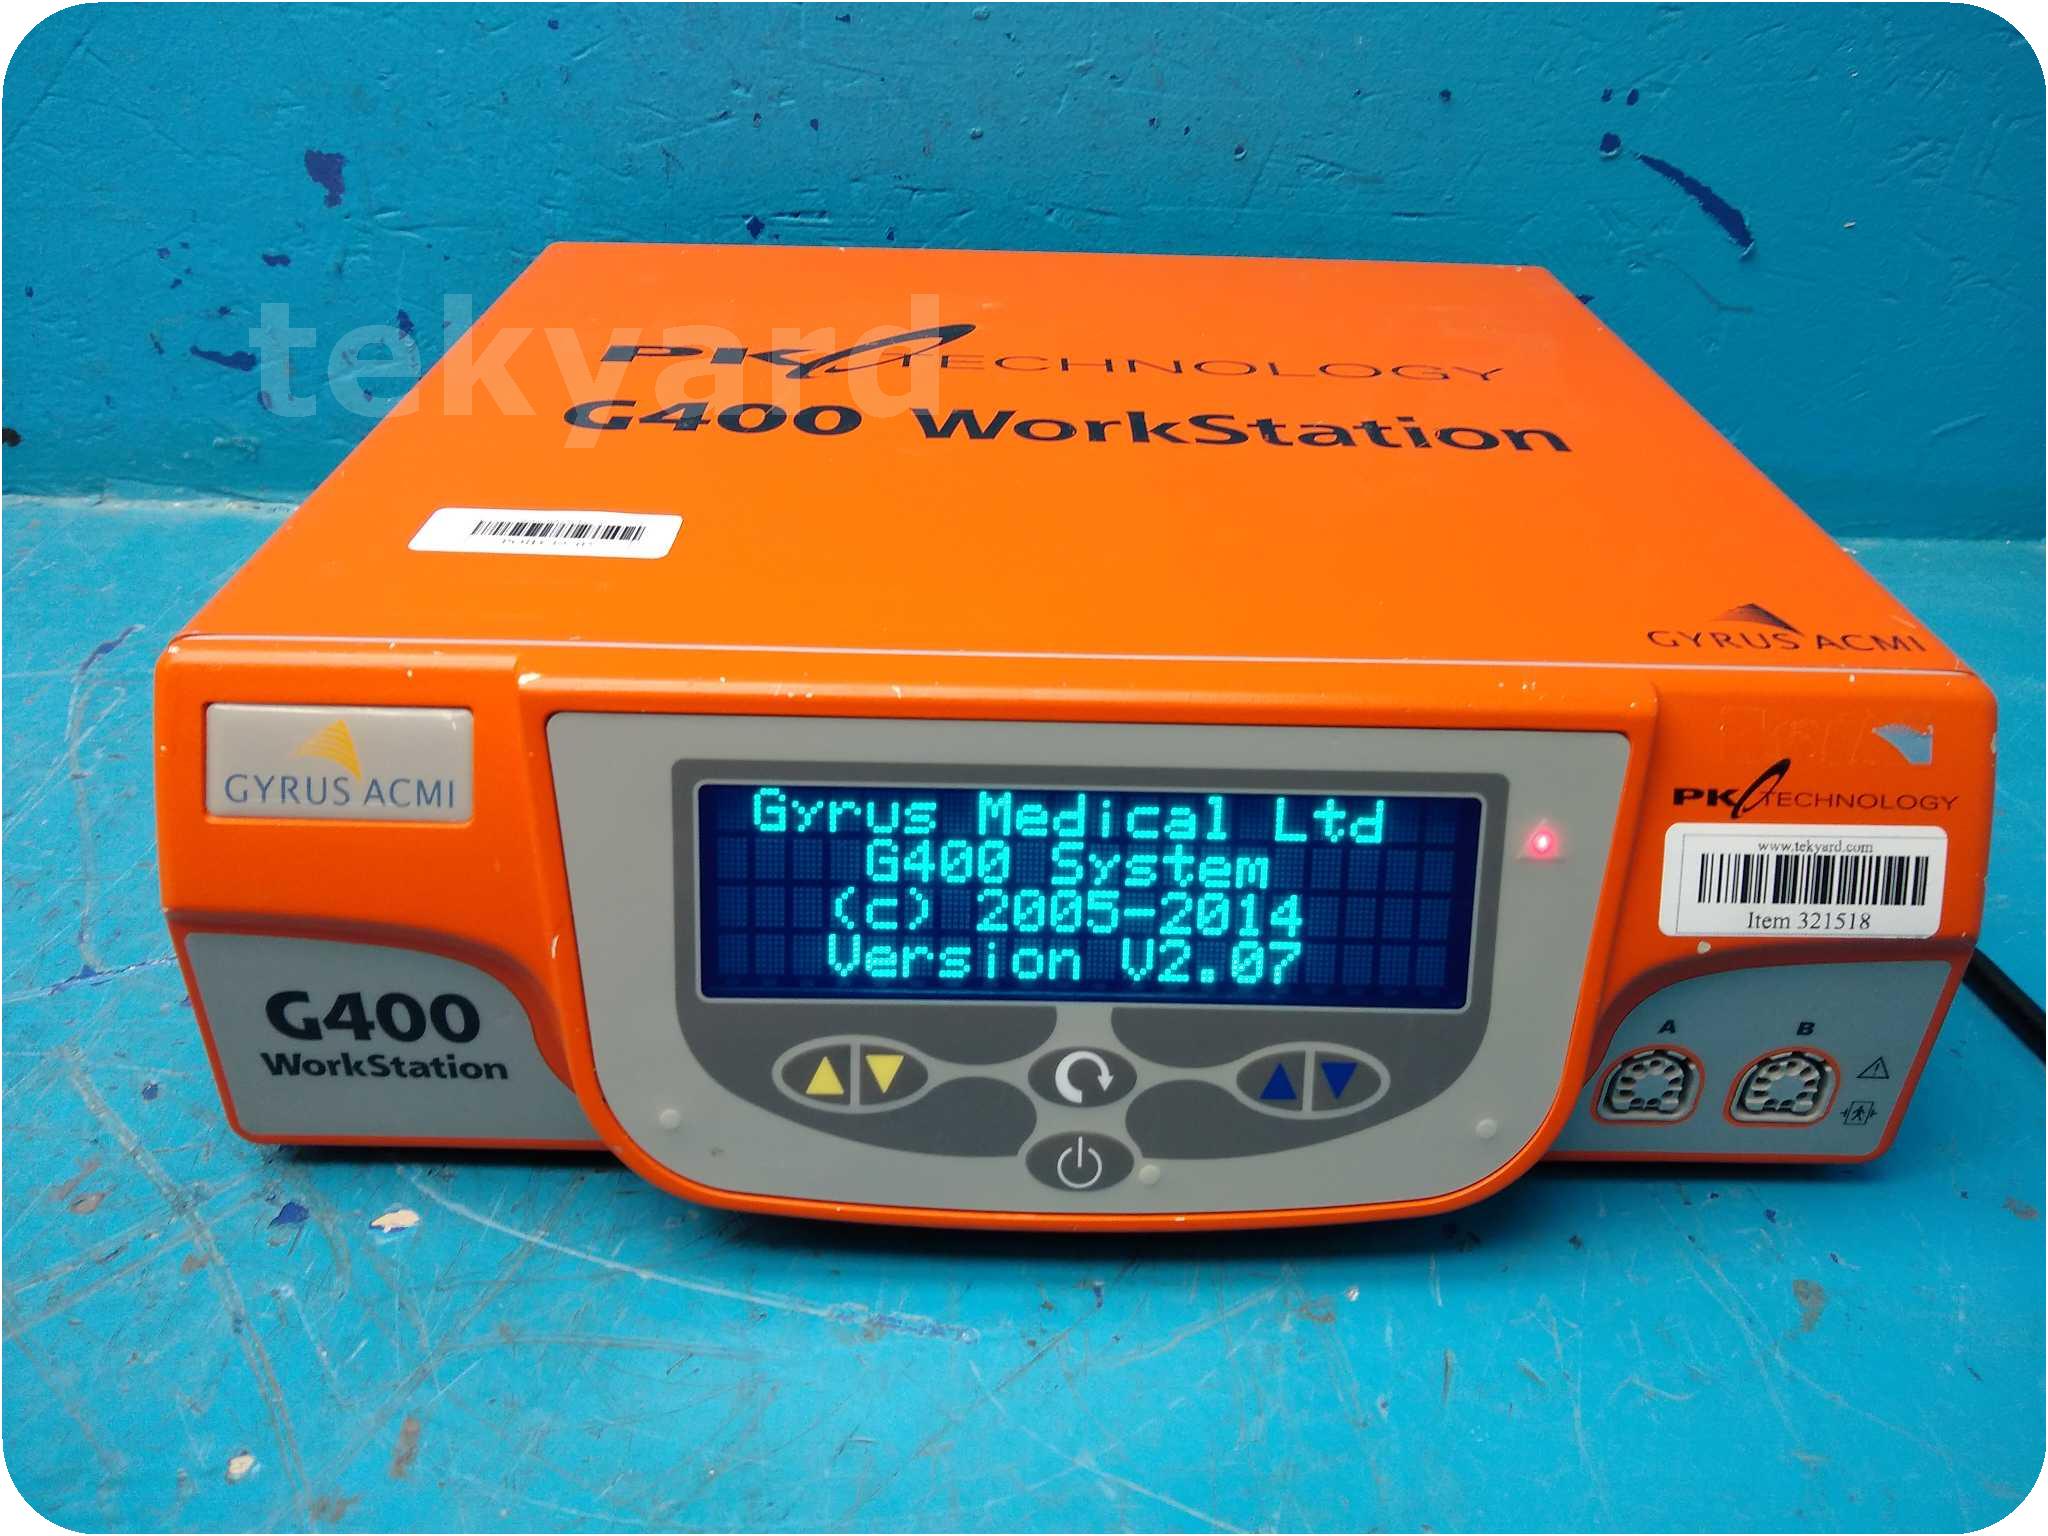 tekyard
PK TECHNOLOGY
G400 WorkStation
GYRUS ACMI
GYRUS ACMI
Gyrus Medical Ltd
G400 System
(c) 2005-2014
Version V2.07
PK TECHNOLOGY
www.tekyard.com
Item 321518
G400
WorkStation
A B